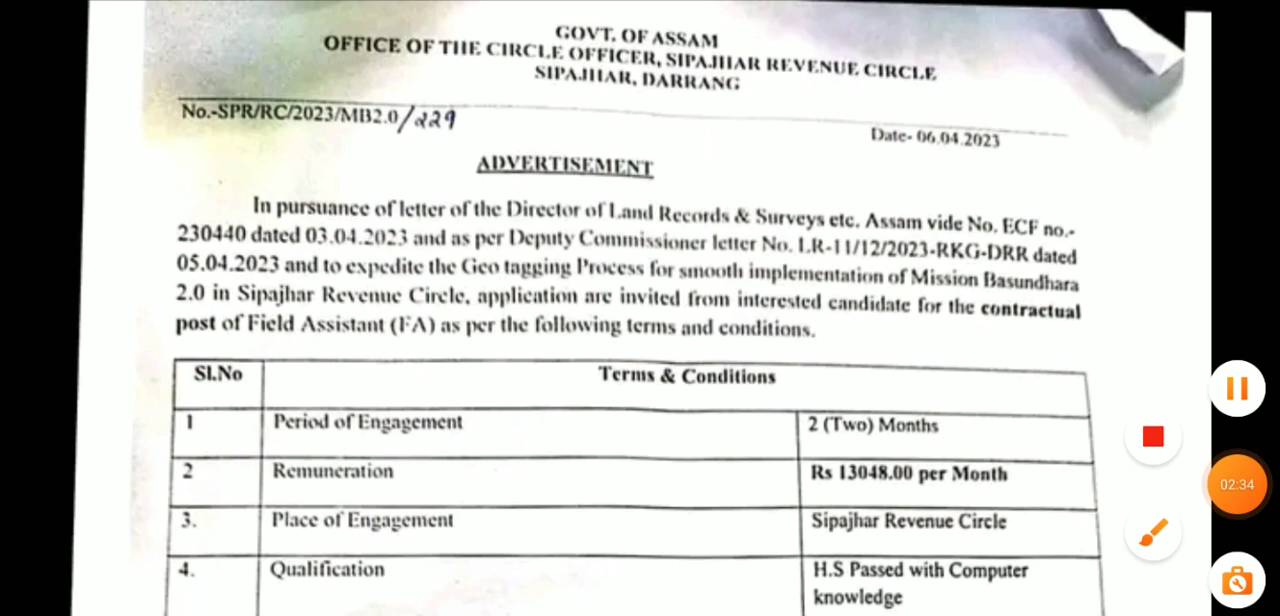 GOVT. OF ASSAM
OFFICE OF THE CIRCLE OFFICER, SIPAJHAR REVENUE CIRCLE
SIPAJHAR, DARRANG
No.-SPR/RC/2023/MB2.0/229
Date- 06.04.2023
ADVERTISEMENT
In pursuance of letter of the Director of Land Records & Surveys etc. Assam vide No. ECF no.-
230440 dated 03.04.2023 and as per Deputy Commissioner letter No. LR-11/12/2023-RKG-DRR dated
05.04.2023 and to expedite the Geo tagging Process for smooth implementation of Mission Basundhara
2.0 in Sipajhar Revenue Circle, application are invited from interested candidate for the contractual
post of Field Assistant (FA) as per the following terms and conditions.
Sl.No Terms & Conditions
1 Period of Engagement 2 (Two) Months
2 Remuneration Rs 13048.00 per Month
3. Place of Engagement Sipajhar Revenue Circle
4. Qualification H.S Passed with Computer
knowledge
02:34